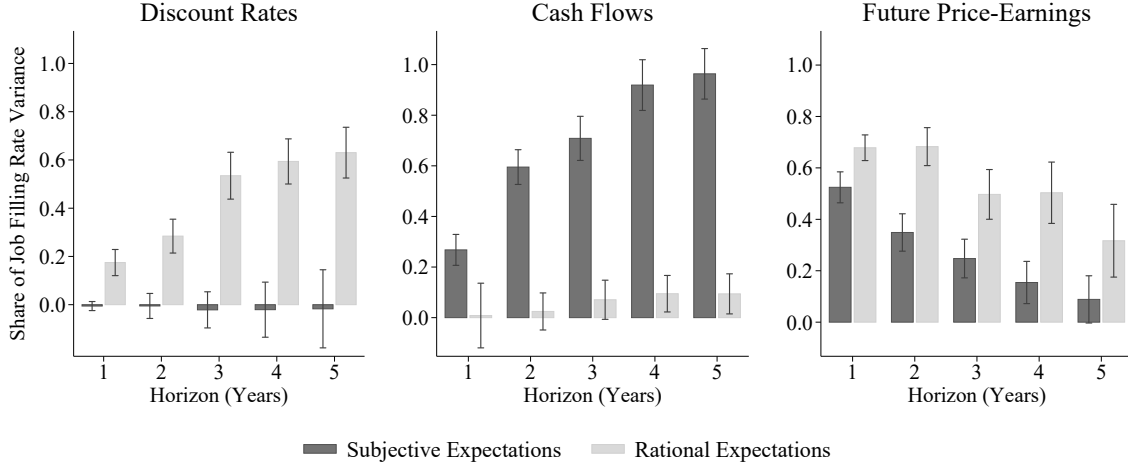 Discount Rates
Cash Flows
Future Price-Earnings
Share of Job Filling Rate Variance
1.0
0.8
0.6
0.4
0.2
0.0
1 2 3 4 5
Horizon (Years)
1.0
0.8
0.6
0.4
0.2
0.0
1 2 3 4 5
Horizon (Years)
1.0
0.8
0.6
0.4
0.2
0.0
1 2 3 4 5
Horizon (Years)
Subjective Expectations
Rational Expectations